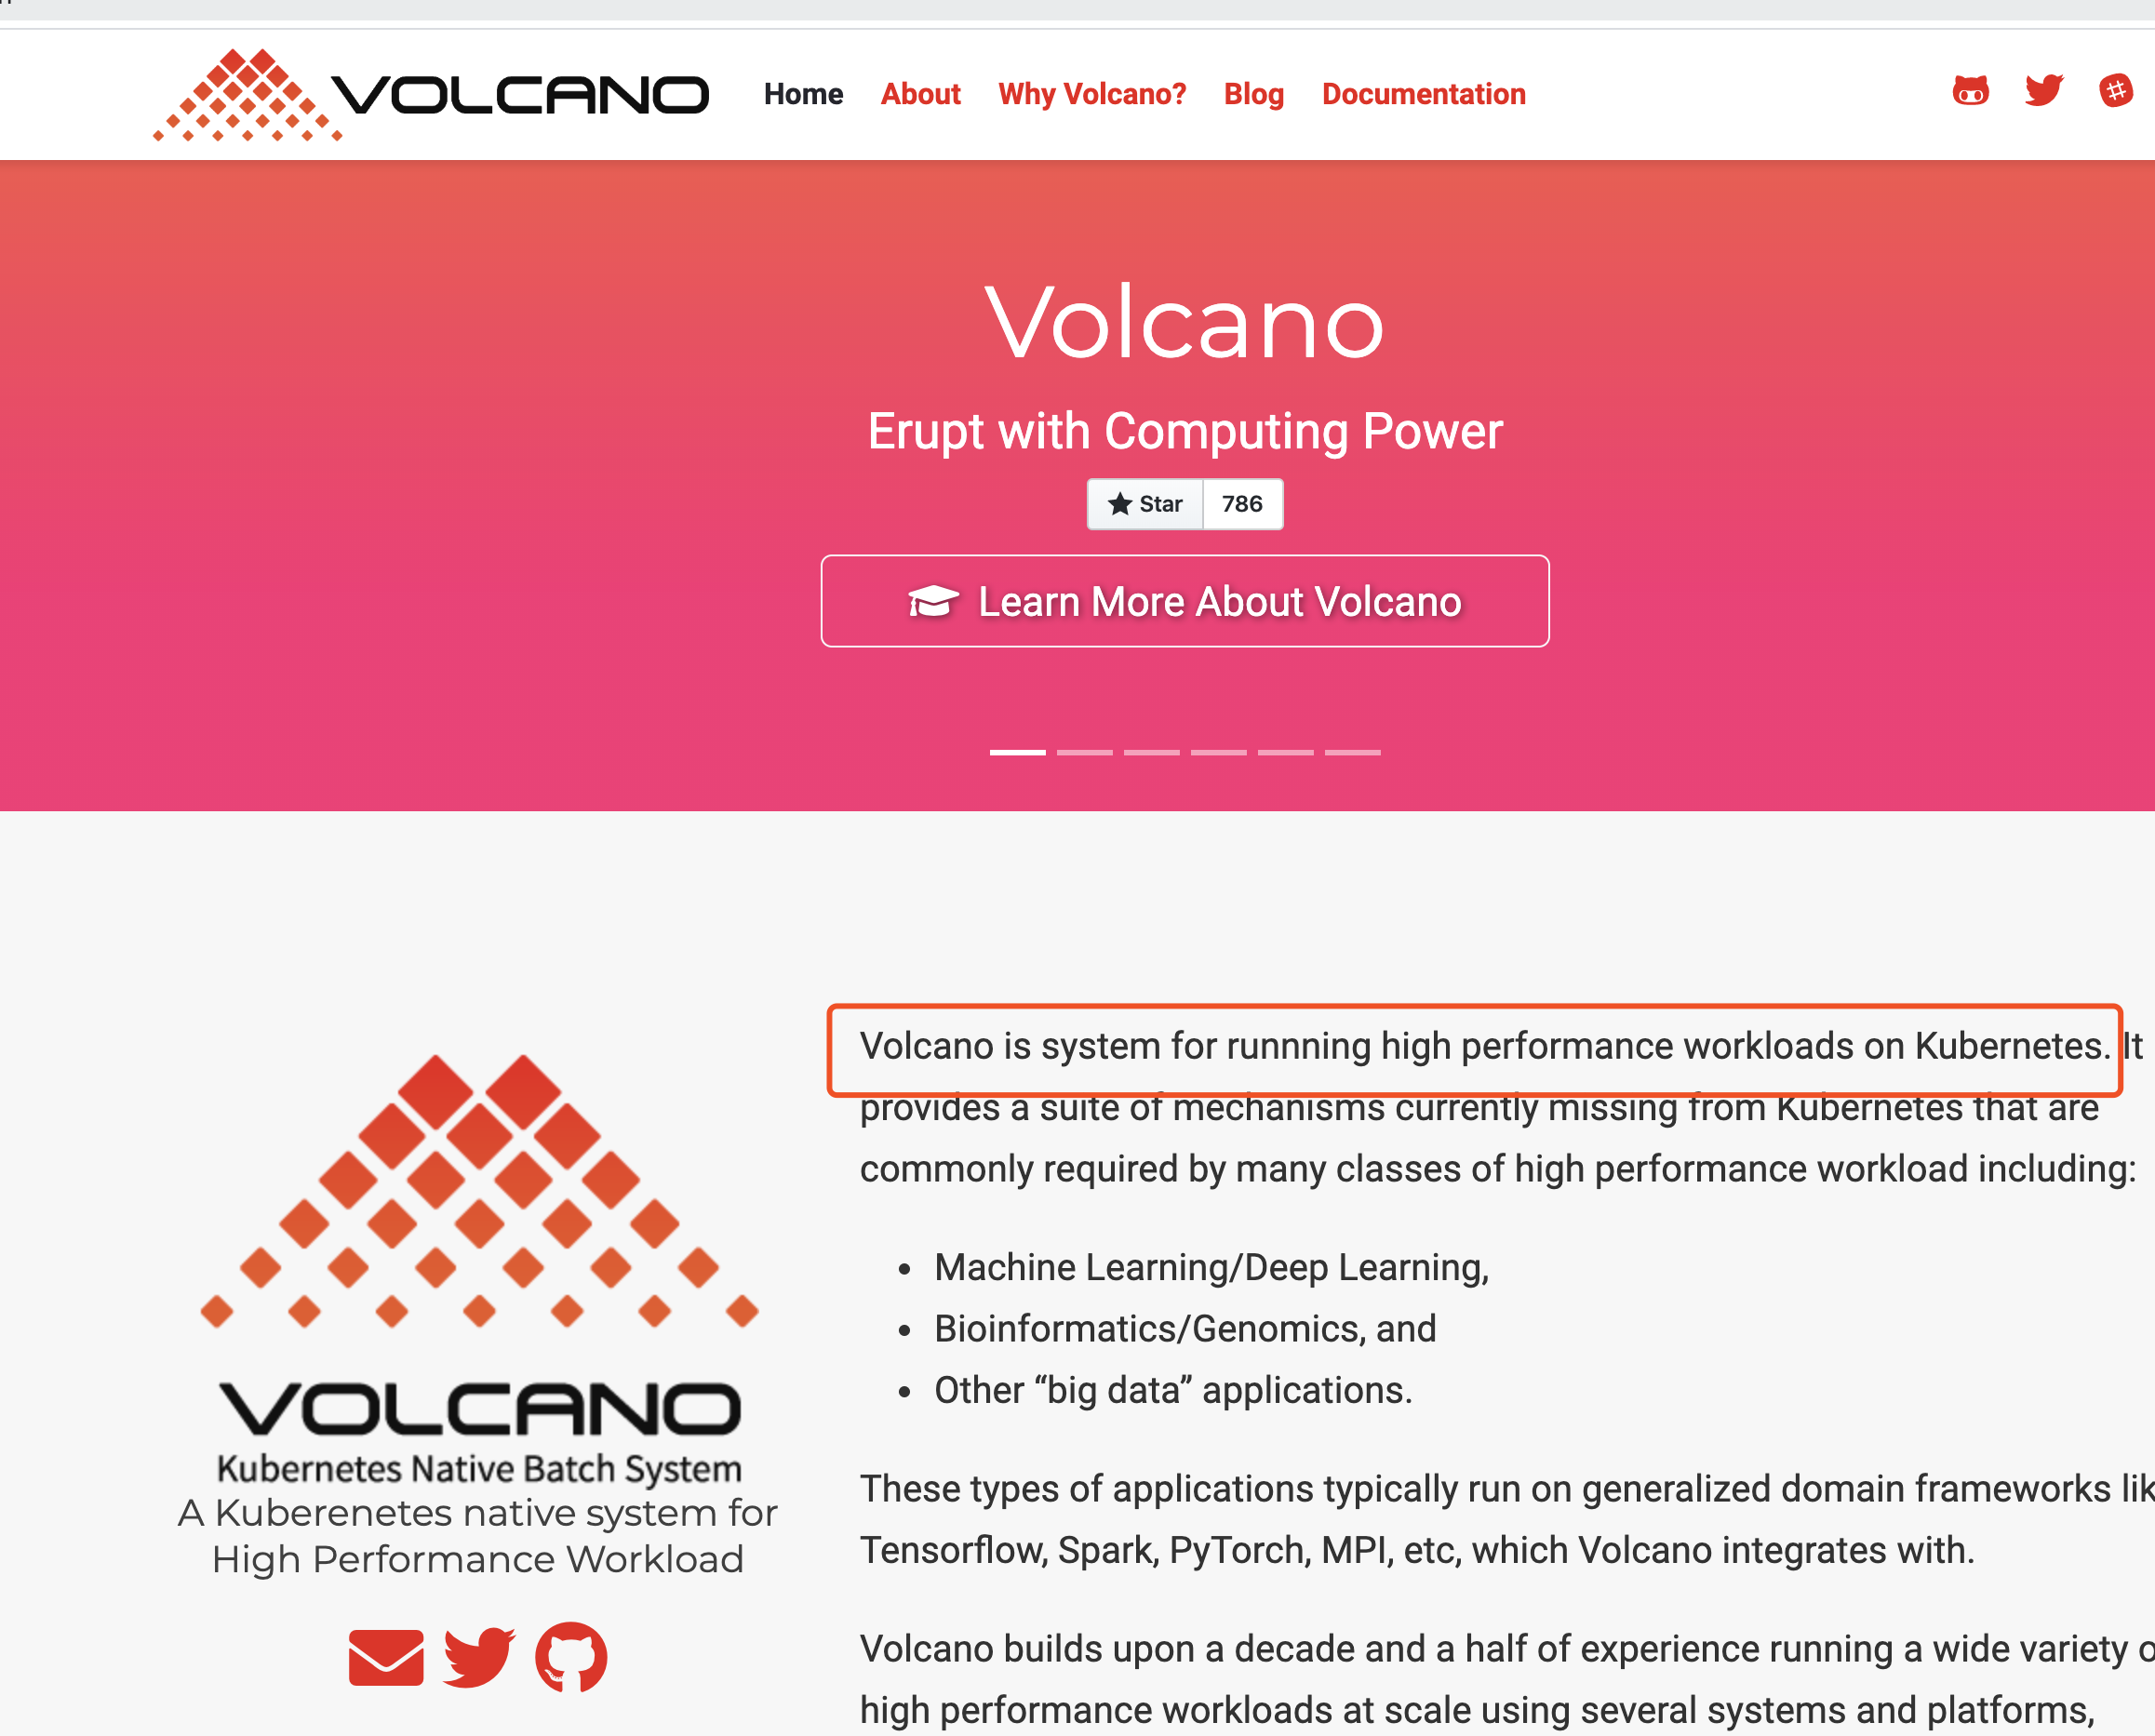 VOLCANO
Home About Why Volcano? Blog Documentation
Volcano
Erupt with Computing Power
Star 786
Learn More About Volcano
Volcano is system for runnning high performance workloads on Kubernetes. It
provides a suite of mechanisms currently missing from Kubernetes that are
commonly required by many classes of high performance workload including:
• Machine Learning/Deep Learning,
• Bioinformatics/Genomics, and
• Other “big data” applications.
These types of applications typically run on generalized domain frameworks
Tensorflow, Spark, PyTorch, MPI, etc, which Volcano integrates with.
Volcano builds upon a decade and a half of experience running a wide variety
high performance workloads at scale using several systems and platforms,
VOLCANO
Kubernetes Native Batch System
A Kuberenetes native system for
High Performance Workload